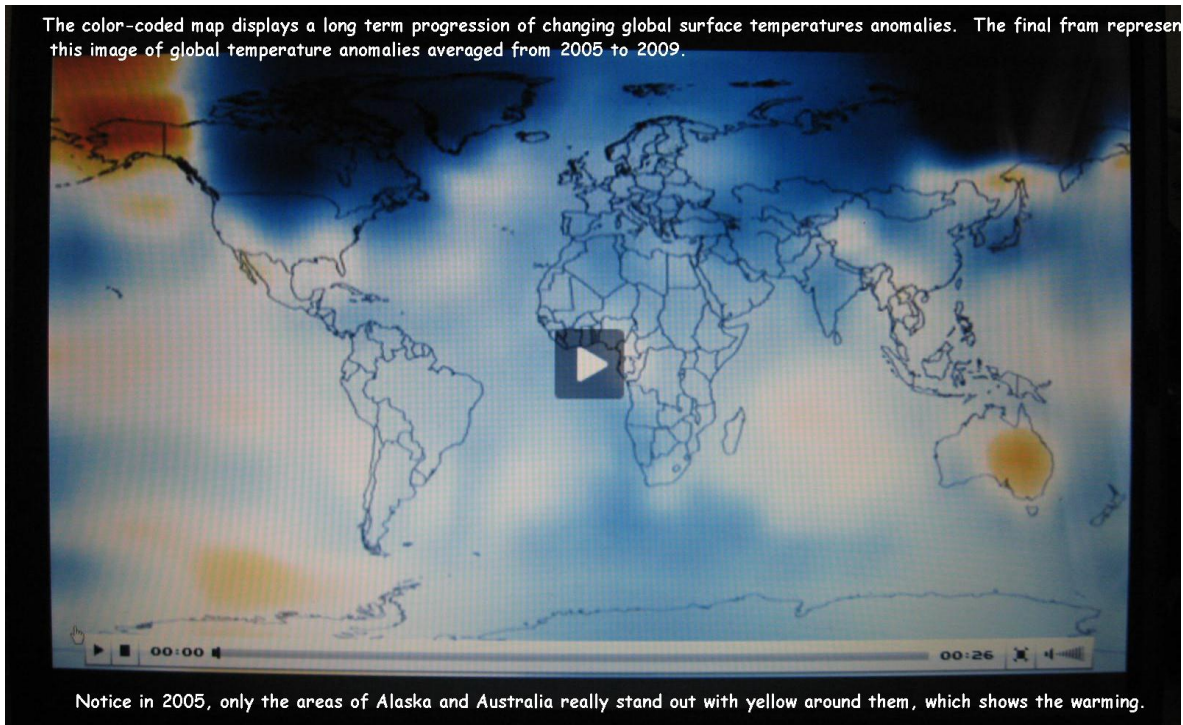 The color-coded map displays a long term progression of changing global surface temperatures anomalies. The final fram represen
this image of global temperature anomalies averaged from 2005 to 2009.
00:00
00:26
Notice in 2005, only the areas of Alaska and Australia really stand out with yellow around them, which shows the warming.